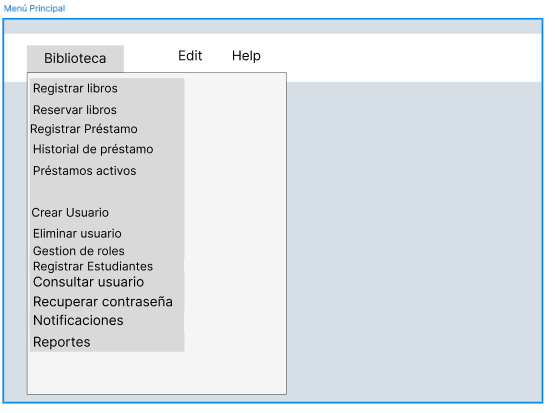 Menú Principal
Biblioteca Edit Help
Registrar libros
Reservar libros
Registrar Préstamo
Historial de préstamo
Préstamos activos
Crear Usuario
Eliminar usuario
Gestion de roles
Registrar Estudiantes
Consultar usuario
Recuperar contraseña
Notificaciones
Reportes